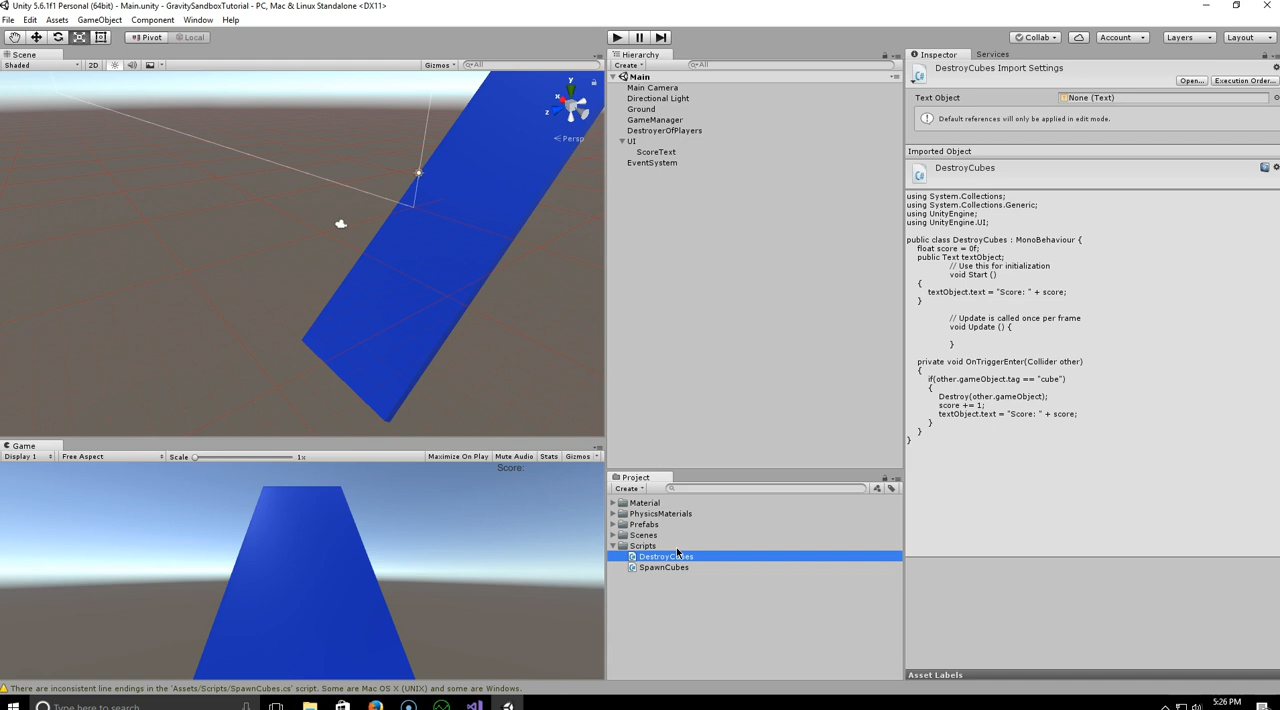 Unity 5.6.1f1 Personal (64bit) - Main.unity - GravitySandboxTutorial - PC, Mac & Linux Standalone <DX11>
File Edit Assets GameObject Component Window Help
Pivot Local Collab Account Layers Layout
Scene
Shaded 2D Gizmos All
y
x
z
Persp
Game
Display 1 Free Aspect Scale 1x Maximize On Play Mute Audio Stats Gizmos
Score:
Hierarchy
Create All
Main
Main Camera
Directional Light
Ground
GameManager
DestroyerOfPlayers
UI
ScoreText
EventSystem
Project
Create
Material
PhysicsMaterials
Prefabs
Scenes
Scripts
DestroyCubes
SpawnCubes
Inspector Services
DestroyCubes Import Settings
Open... Execution Order...
Text Object None (Text)
Default references will only be applied in edit mode.
Imported Object
DestroyCubes
using System.Collections;
using System.Collections.Generic;
using UnityEngine;
using UnityEngine.UI;
public class DestroyCubes : MonoBehaviour {
float score = 0f;
public Text textObject;
// Use this for initialization
void Start ()
{
textObject.text = "Score: " + score;
}
// Update is called once per frame
void Update () {
}
private void OnTriggerEnter(Collider other)
{
if(other.gameObject.tag == "cube")
{
Destroy(other.gameObject);
score += 1;
textObject.text = "Score: " + score;
}
}
}
Asset Labels
There are inconsistent line endings in the 'Assets/Scripts/SpawnCubes.cs' script. Some are Mac OS X (UNIX) and some are Windows.
Type here to search
5:26 PM